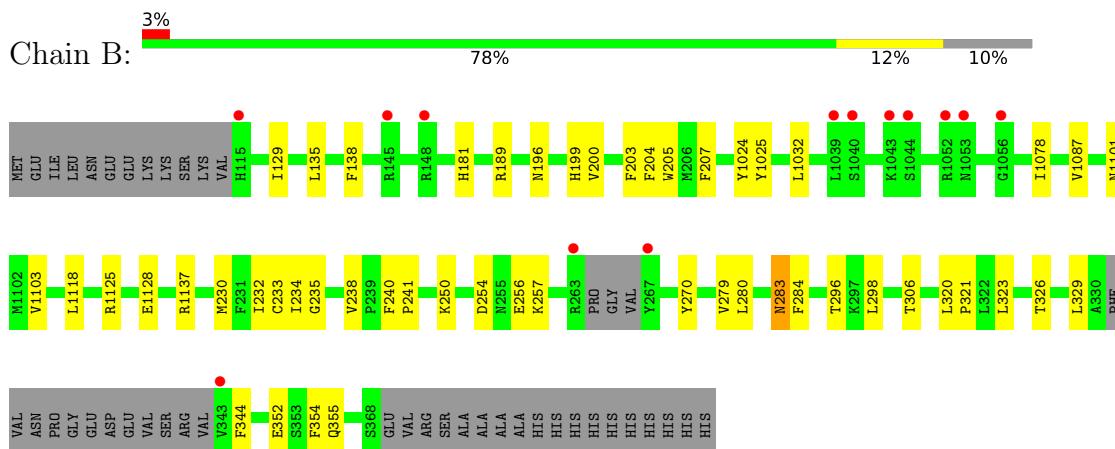 3%
Chain B:
78% 12% 10%
MET GLU ILE LEU ASN GLU GLU LYS LYS SER LYS VAL H115 I129 L135 F138 R145 R148 H181 R189 N196 H199 V200 F203 F204 W205 M206 F207 Y1024 Y1025 L1032 L1039 S1040 K1043 S1044 R1052 N1053 G1056 I1078 V1087 N1101
M1102 V1103 L1118 R1125 E1128 R1137 M230 F231 I232 C233 I234 G235 V238 P239 F240 P241 K250 D254 N255 E256 K257 R263 PRO GLY VAL Y267 Y270 V279 L280 N283 F284 T296 K297 L298 T306 L320 P321 L322 L323 T326 L329 A330 PHE
VAL ASN PRO GLY GLU ASP GLU VAL SER ARG VAL V343 F344 E352 S353 F354 Q355 S368 GLU VAL ARG SER ALA ALA ALA ALA HIS HIS HIS HIS HIS HIS HIS HIS HIS HIS